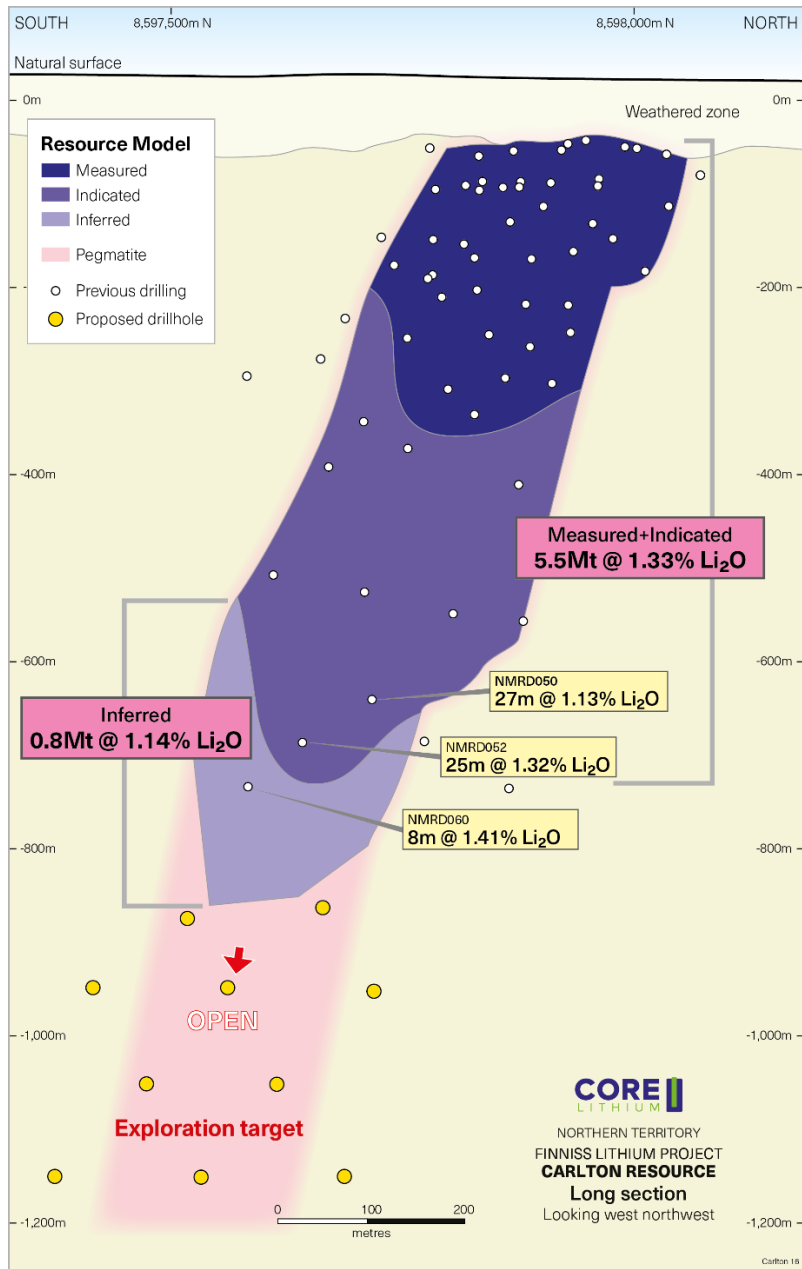 SOUTH
8,597,500m N
8,598,000m N
NORTH
Natural surface
0m
0m
Weathered zone
Resource Model
Measured
Indicated
Inferred
Pegmatite
Previous drilling
Proposed drillhole
-200m
-200m
-400m
-400m
Measured+Indicated
5.5Mt @ 1.33% Li₂O
-600m
-600m
NMRD050
27m @ 1.13% Li₂O
Inferred
0.8Mt @ 1.14% Li₂O
NMRD052
25m @ 1.32% Li₂O
NMRD060
8m @ 1.41% Li₂O
-800m
-800m
OPEN
-1,000m
-1,000m
Exploration target
CORE
LITHIUM
NORTHERN TERRITORY
FINNISS LITHIUM PROJECT
CARLTON RESOURCE
Long section
Looking west northwest
0 100 200
metres
-1,200m
-1,200m
Carlton 16